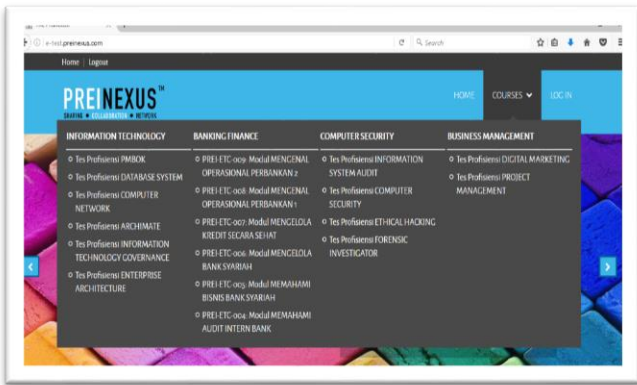 e-test.preinexus.com
Search
Home | Logout
PREINEXUS™
SHARING COLLABORATION NETWORK
HOME
COURSES
LOG IN
INFORMATION TECHNOLOGY
Tes Profisiensi PMBOK
Tes Profisiensi DATABASE SYSTEM
Tes Profisiensi COMPUTER
NETWORK
Tes Profisiensi ARCHIMATE
Tes Profisiensi INFORMATION
TECHNOLOGY GOVERNANCE
Tes Profisiensi ENTERPRISE
ARCHITECTURE
BANKING FINANCE
PREI-ETC-009: Modul MENGENAL
OPERASIONAL PERBANKAN 2
PREI-ETC-008: Modul MENGENAL
OPERASIONAL PERBANKAN 1
PREI-ETC-007: Modul MENGELOLA
KREDIT SECARA SEHAT
PREI-ETC-006: Modul MENGELOLA
BANK SYARIAH
PREI-ETC-005: Modul MEMAHAMI
BISNIS BANK SYARIAH
PREI-ETC-004: Modul MEMAHAMI
AUDIT INTERN BANK
COMPUTER SECURITY
Tes Profisiensi INFORMATION
SYSTEM AUDIT
Tes Profisiensi COMPUTER
SECURITY
Tes Profisiensi ETHICAL HACKING
Tes Profisiensi FORENSIC
INVESTIGATOR
BUSINESS MANAGEMENT
Tes Profisiensi DIGITAL MARKETING
Tes Profisiensi PROJECT
MANAGEMENT